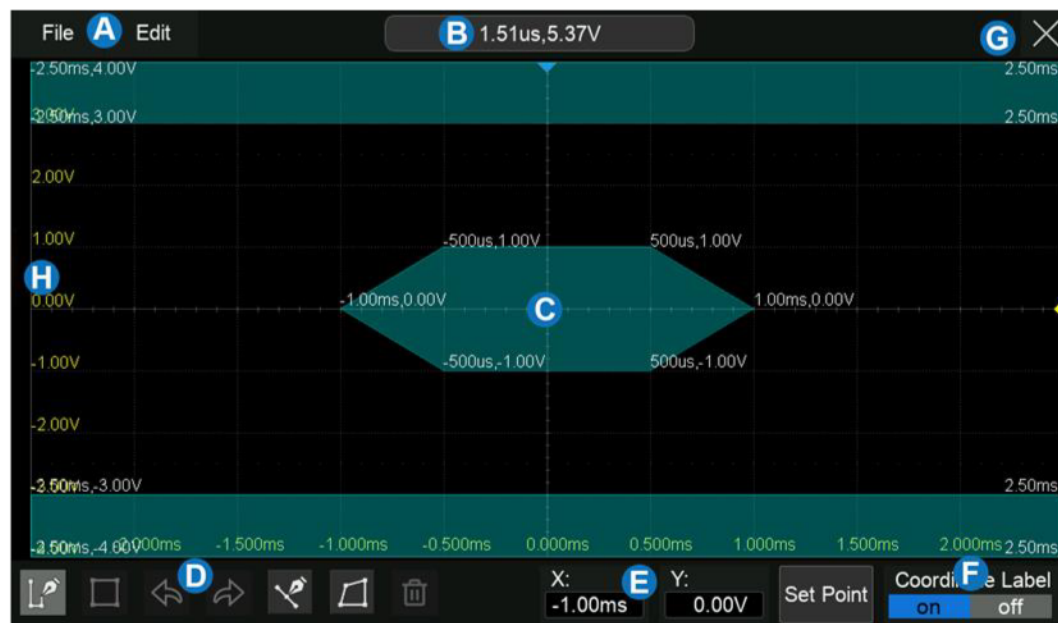 File A Edit
B 1.51us,5.37V
G
-2.50ms,4.00V 2.50ms
-2.50ms,3.00V 2.50ms
2.00V
1.00V -500us,1.00V 500us,1.00V
H
0.00V -1.00ms,0.00V C 1.00ms,0.00V
-1.00V -500us,-1.00V 500us,-1.00V
-2.00V
-2.50ms,-3.00V 2.50ms
-2.50ms,-4.00V -1.500ms -1.000ms -0.500ms 0.000ms 0.500ms 1.000ms 1.500ms 2.000ms 2.50ms
D
X: E Y: Set Point F Label
-1.00ms 0.00V on off